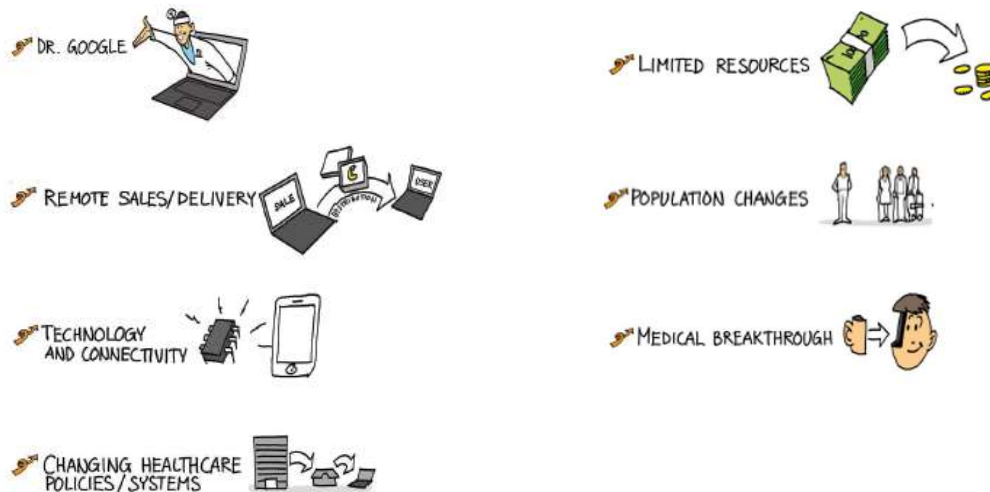 DR. GOOGLE
REMOTE SALES/DELIVERY
SALE
DISTRIBUTION
USER
TECHNOLOGY
AND CONNECTIVITY
CHANGING HEALTHCARE
POLICIES/SYSTEMS
LIMITED RESOURCES
POPULATION CHANGES
MEDICAL BREAKTHROUGH